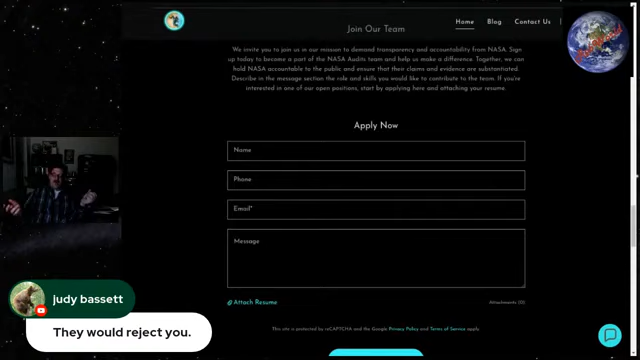 Home Blog Contact Us
Join Our Team
We invite you to join us in our mission to demand transparency and accountability from NASA. Sign
up today to become a part of the NASA Audits team and help us make a difference. Together, we can
hold NASA accountable to the public and ensure that their claims and evidence are substantiated.
Describe in the message section the role and skills you would like to contribute to the team. If you're
interested in one of our open positions, start by applying here and attaching your resume.
Apply Now
Name
Phone
Email*
Message
Attach Resume
Attachments (0)
This site is protected by reCAPTCHA and the Google Privacy Policy and Terms of Service apply.
judy bassett
They would reject you.